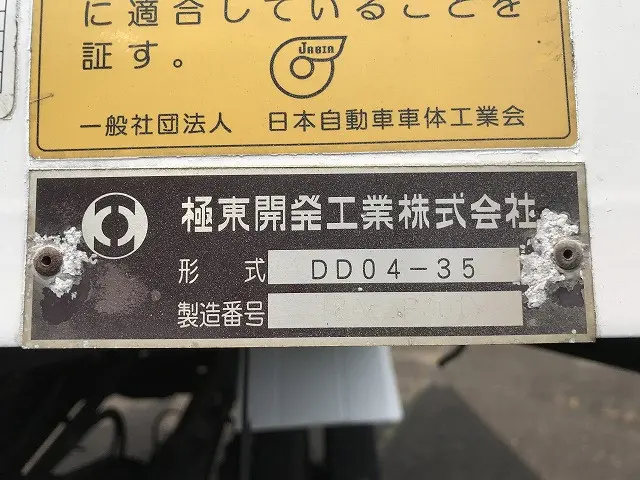 に適合していることを
証す。
JABIA
一般社団法人 日本自動車車体工業会
極東開発工業株式会社
形 式 DD04-35
製造番号